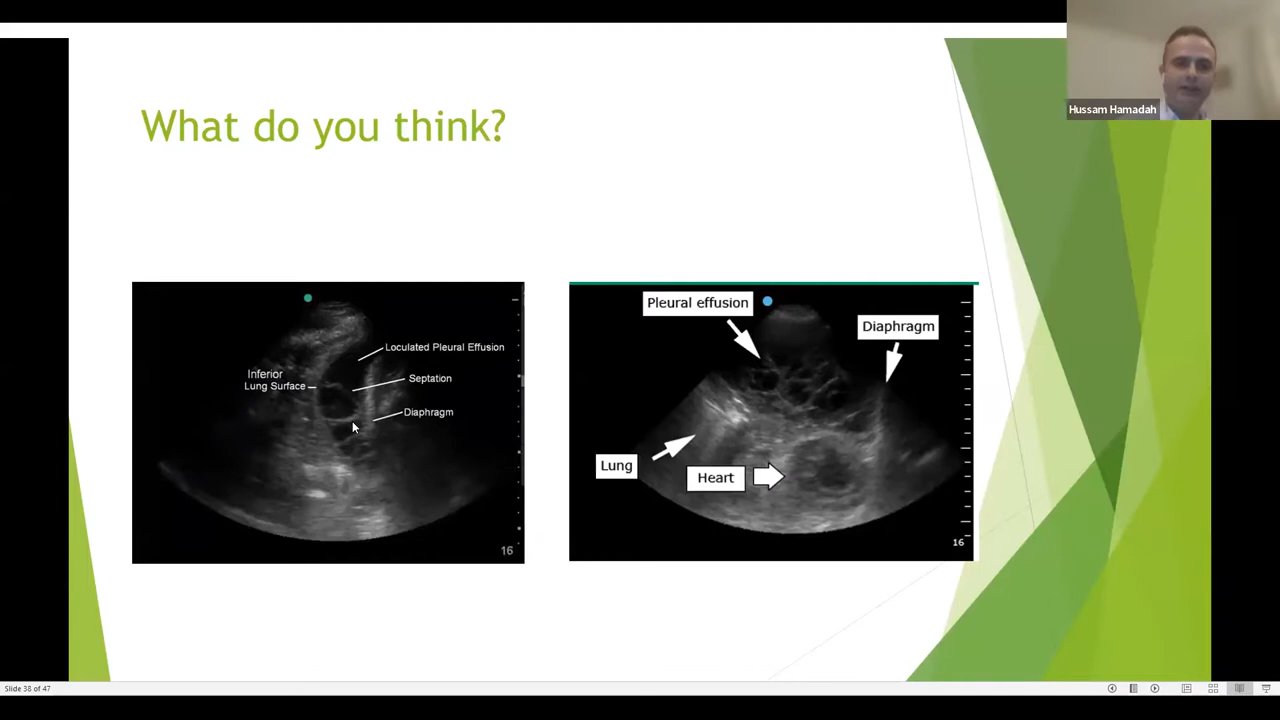 Hussam Hamadah
What do you think?
Loculated Pleural Effusion
Inferior
Lung Surface
Septation
Diaphragm
16
Pleural effusion
Diaphragm
Lung
Heart
16
Slide 38 of 47